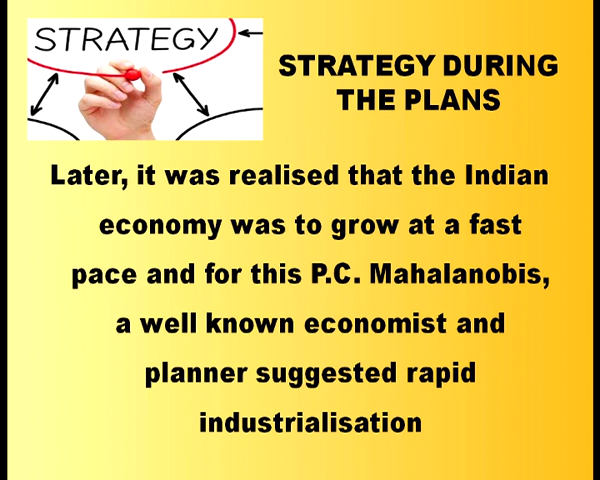 STRATEGY
STRATEGY DURING
THE PLANS
Later, it was realised that the Indian
economy was to grow at a fast
pace and for this P.C. Mahalanobis,
a well known economist and
planner suggested rapid
industrialisation